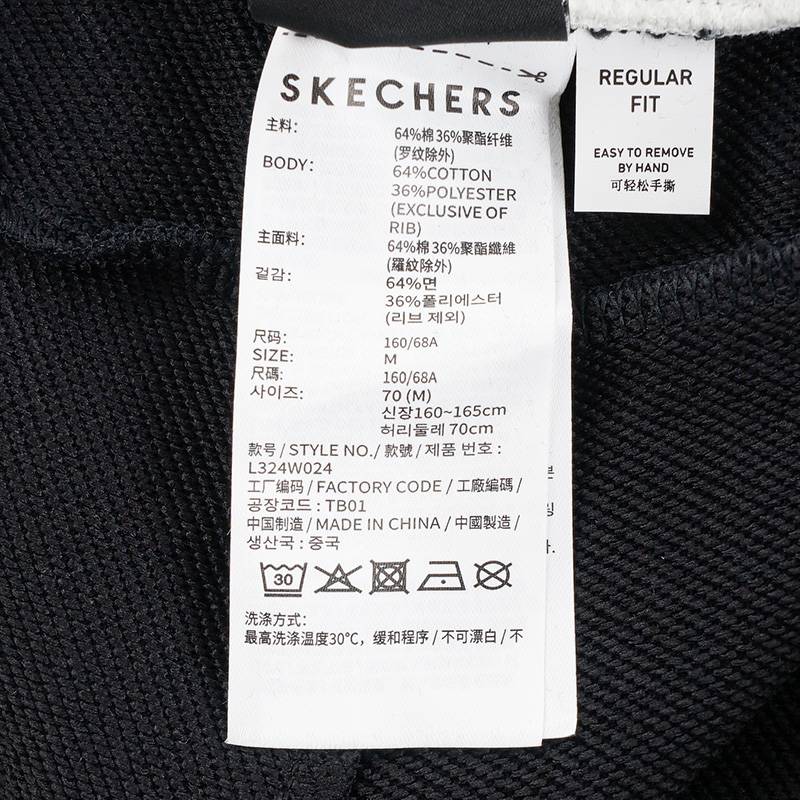 SKECHERS
主料：
64%棉36%聚酯纤维
(罗纹除外)
BODY：
64%COTTON
36%POLYESTER
(EXCLUSIVE OF
RIB)
主面料：
64%棉36%聚酯纖維
(羅紋除外)
겉감：
64%면
36%폴리에스터
(리브 제외)
尺码：
160/68A
SIZE:
M
尺碼：
160/68A
사이즈:
70 (M)
신장160~165cm
허리둘레 70cm
款号 / STYLE NO./ 款號 / 제품 번호 :
L324W024
工厂编码 / FACTORY CODE / 工廠編碼 /
공장코드 : TB01
中国制造 / MADE IN CHINA / 中國製造 /
생산국 : 중국
30
洗涤方式：
最高洗涤温度30℃，缓和程序 / 不可漂白 / 不
REGULAR
FIT
EASY TO REMOVE
BY HAND
可轻松手撕